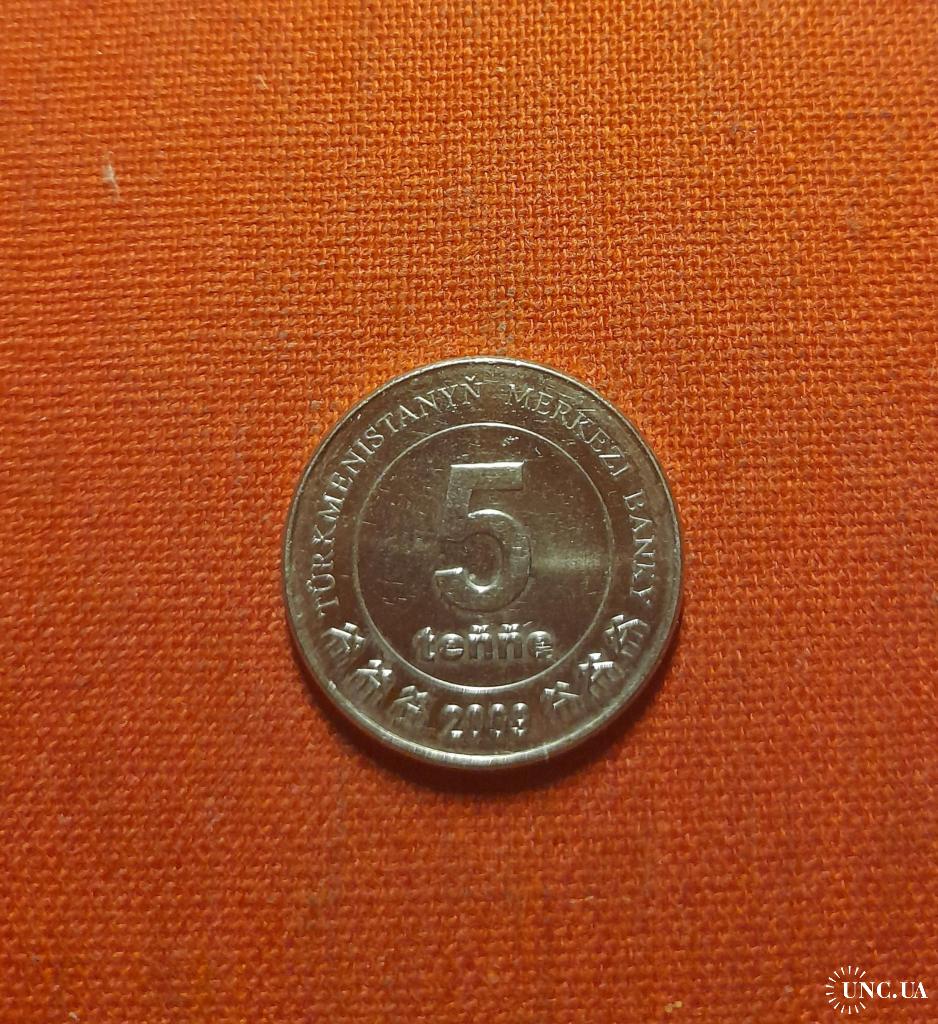 TÜRKMENISTANYŇ MERKEZI BANKY
5
teňňe
2009
UNC.UA